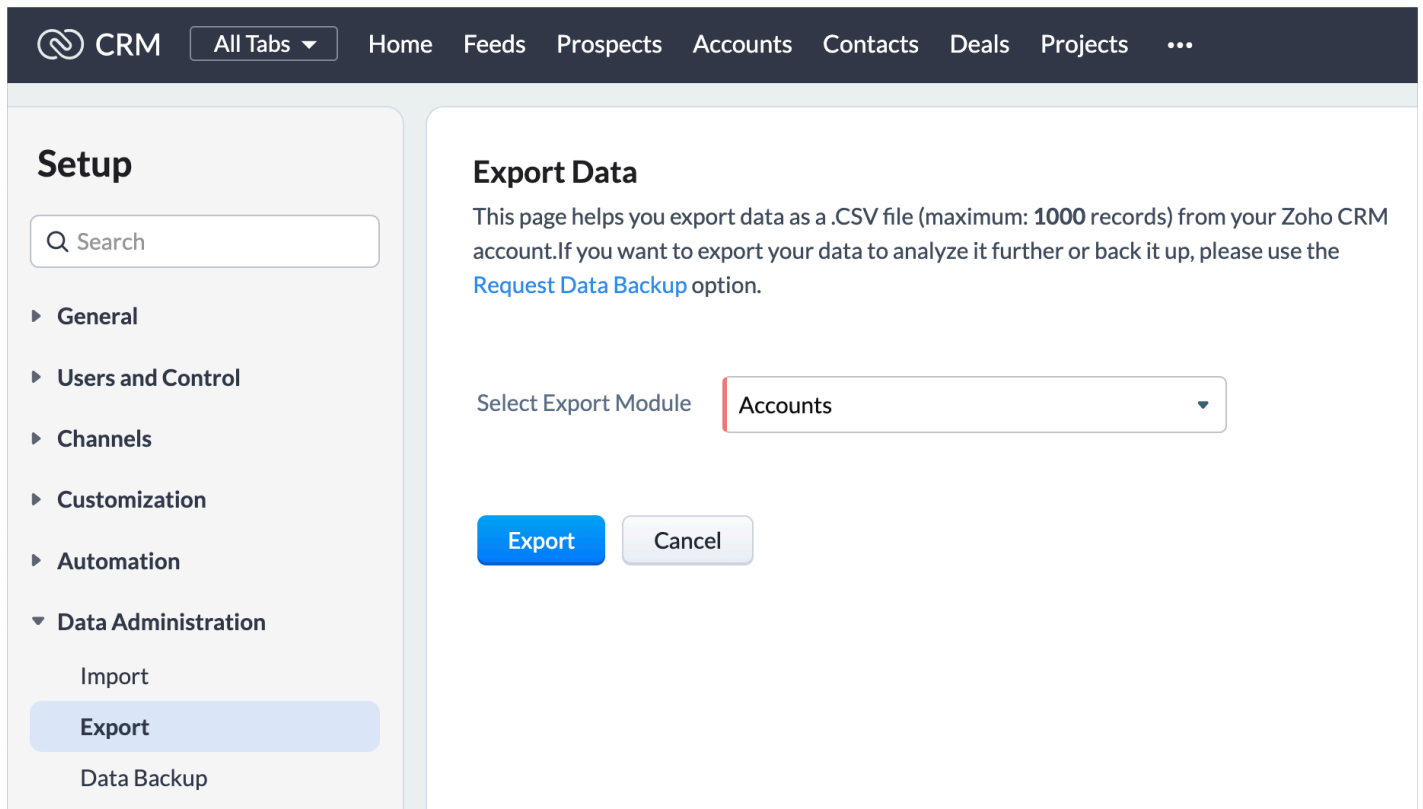 CRM All Tabs Home Feeds Prospects Accounts Contacts Deals Projects •••
Setup
Search
General
Users and Control
Channels
Customization
Automation
Data Administration
Import
Export
Data Backup
Export Data
This page helps you export data as a .CSV file (maximum: 1000 records) from your Zoho CRM
account.If you want to export your data to analyze it further or back it up, please use the
Request Data Backup option.
Select Export Module Accounts
Export Cancel